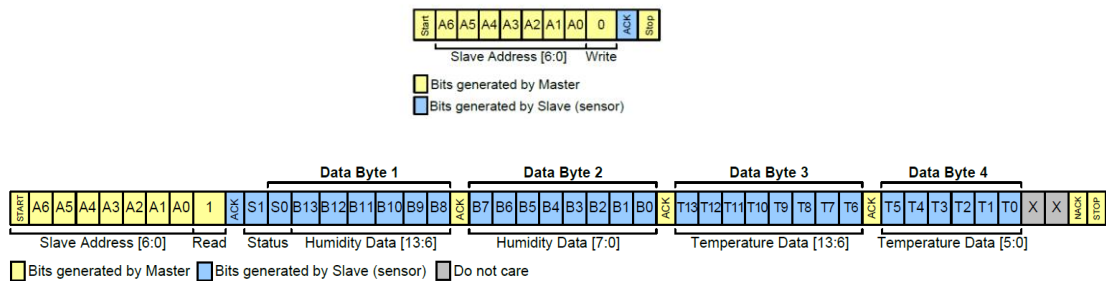 Start A6 A5 A4 A3 A2 A1 A0 0 ACK Stop
Slave Address [6:0] Write
Bits generated by Master
Bits generated by Slave (sensor)
Data Byte 1 Data Byte 2 Data Byte 3 Data Byte 4
START A6 A5 A4 A3 A2 A1 A0 1 ACK S1 S0 B13 B12 B11 B10 B9 B8 ACK B7 B6 B5 B4 B3 B2 B1 B0 ACK T13 T12 T11 T10 T9 T8 T7 T6 ACK T5 T4 T3 T2 T1 T0 X X NACK STOP
Slave Address [6:0] Read Status Humidity Data [13:6] Humidity Data [7:0] Temperature Data [13:6] Temperature Data [5:0]
Bits generated by Master Bits generated by Slave (sensor) Do not care